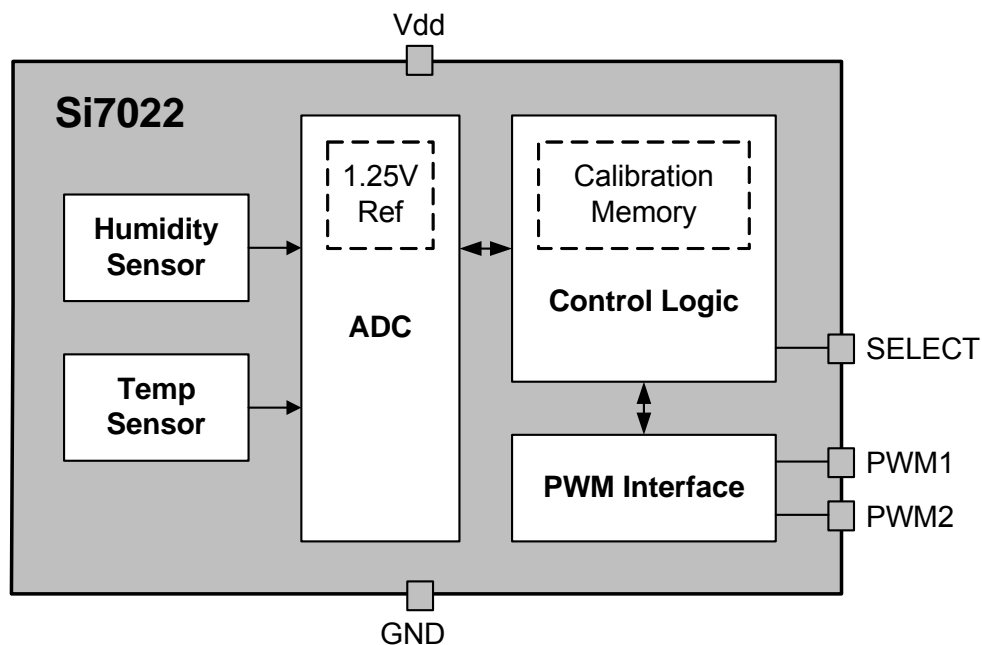 Vdd
Si7022
1.25V
Ref
Calibration
Memory
Humidity
Sensor
Control Logic
ADC
SELECT
Temp
Sensor
PWM Interface
PWM1
PWM2
GND